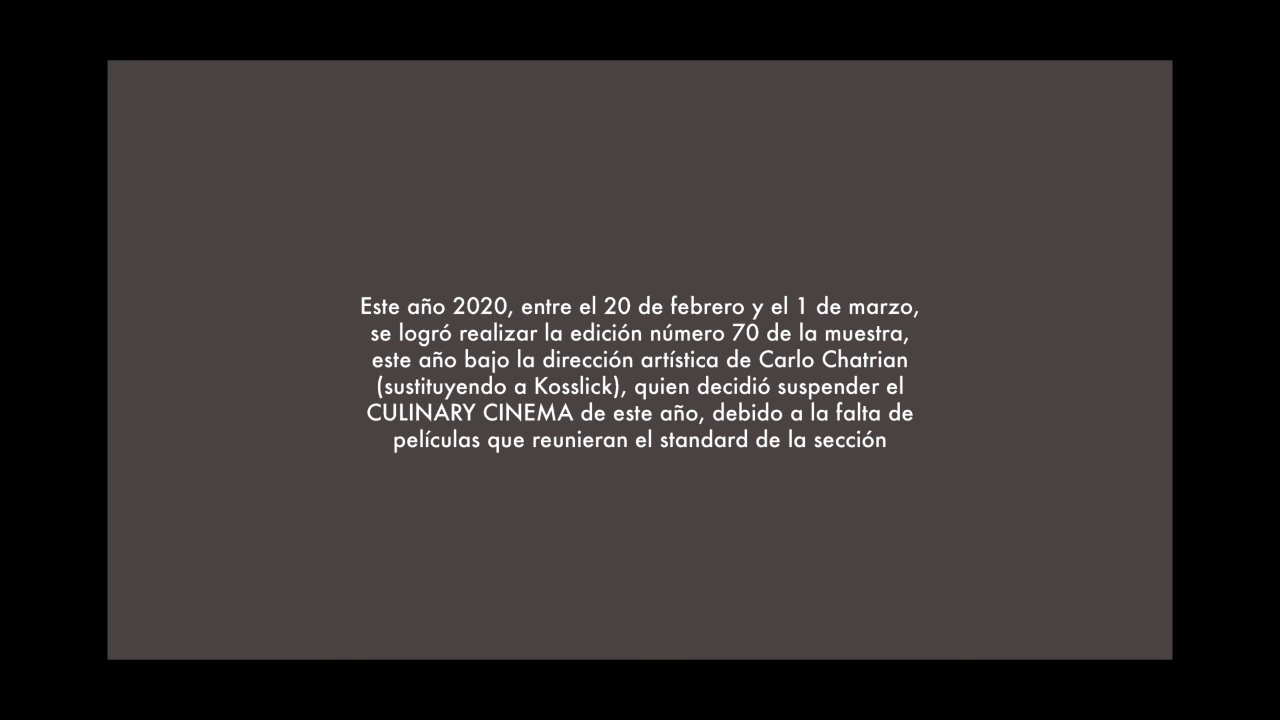 Este año 2020, entre el 20 de febrero y el 1 de marzo,
se logró realizar la edición número 70 de la muestra,
este año bajo la dirección artística de Carlo Chatrian
(sustituyendo a Kosslick), quien decidió suspender el
CULINARY CINEMA de este año, debido a la falta de
películas que reunieran el standard de la sección